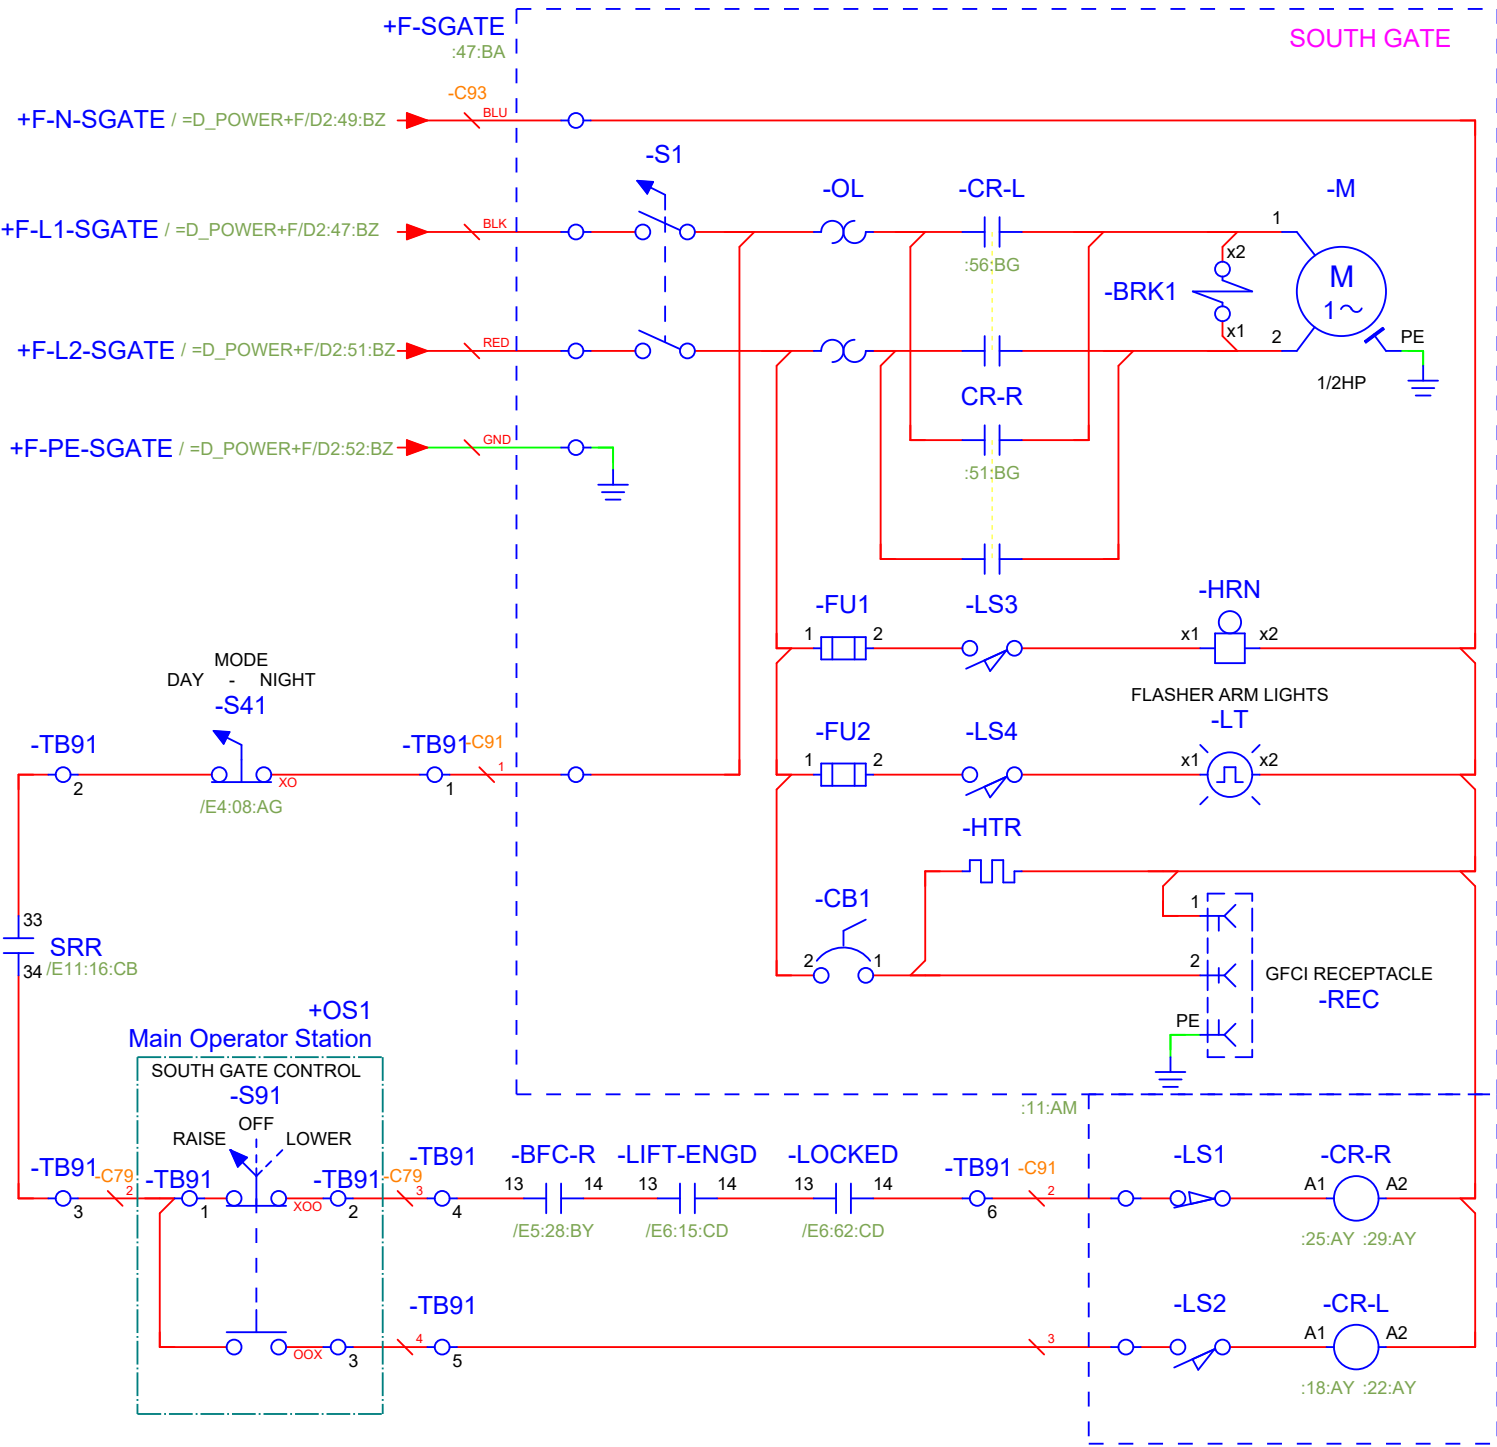 +F-SGATE
:47:BA
SOUTH GATE
-C93
+F-N-SGATE / =D_POWER+F/D2:49:BZ
BLU
-S1
-OL
-CR-L
-M
+F-L1-SGATE / =D_POWER+F/D2:47:BZ
BLK
1
x2
:56:BG
-BRK1
M
1~
x1
+F-L2-SGATE / =D_POWER+F/D2:51:BZ
RED
2
PE
1/2HP
CR-R
+F-PE-SGATE / =D_POWER+F/D2:52:BZ
GND
:51:BG
-FU1
-LS3
-HRN
1 2
x1 x2
MODE
DAY - NIGHT
-S41
FLASHER ARM LIGHTS
-LT
-FU2
-LS4
-TB91
-TB91
-C91
1
1 2
x1 x2
2
XO
1
/E4:08:AG
-HTR
-CB1
1
33
SRR
34
/E11:16:CB
2 1
2
GFCI RECEPTACLE
-REC
PE
+OS1
Main Operator Station
SOUTH GATE CONTROL
-S91
OFF
RAISE LOWER
:11:AM
-TB91
-C79
2
3
-TB91
1
XOO
-TB91
2
-C79
3
-TB91
4
-BFC-R
13 14
/E5:28:BY
-LIFT-ENGD
13 14
/E6:15:CD
-LOCKED
13 14
/E6:62:CD
-TB91
6
-C91
2
-LS1
-CR-R
A1 A2
:25:AY :29:AY
OOX
3
4
-TB91
5
3
-LS2
-CR-L
A1 A2
:18:AY :22:AY